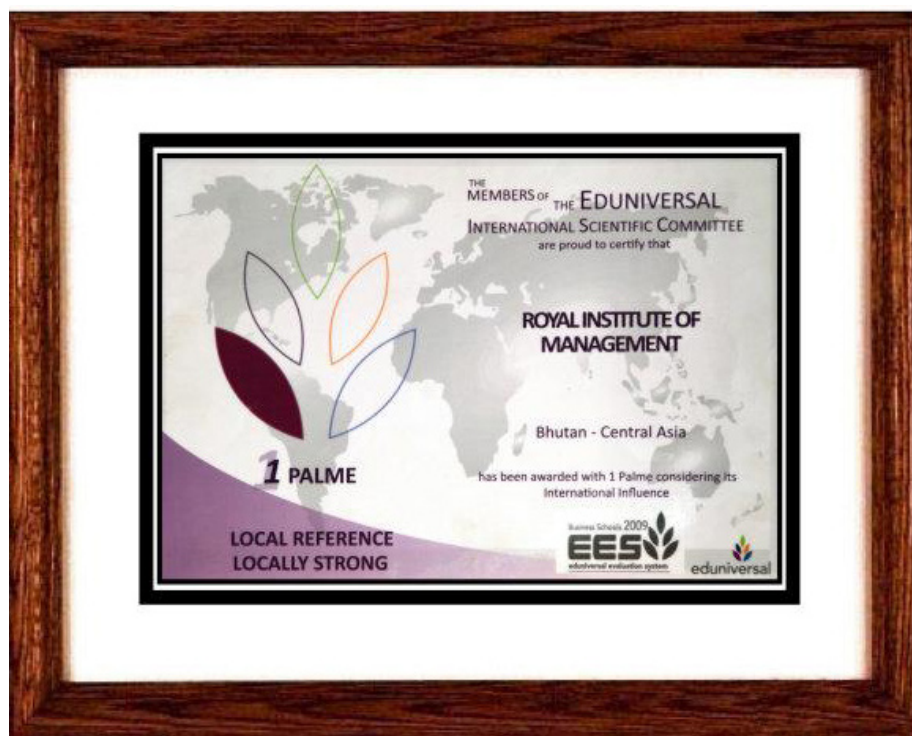 THE
MEMBERS OF THE EDUNIVERSAL
INTERNATIONAL SCIENTIFIC COMMITTEE
are proud to certify that
ROYAL INSTITUTE OF
MANAGEMENT
Bhutan - Central Asia
has been awarded with 1 Palme considering its
International Influence
1 PALME
LOCAL REFERENCE
LOCALLY STRONG
Business Schools 2009
EES
eduniversal evaluation system
eduniversal